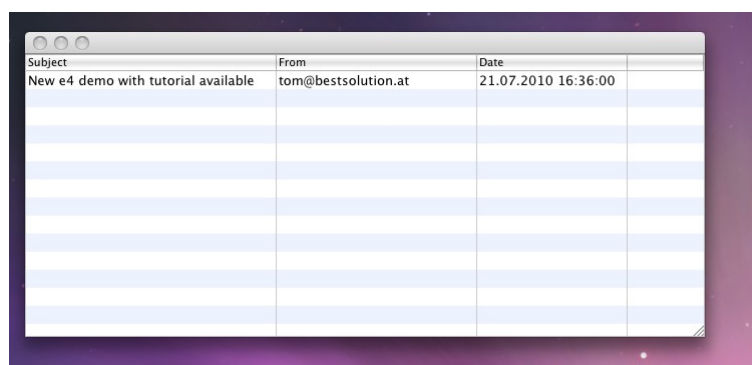 Subject From Date
New e4 demo with tutorial available tom@bestsolution.at 21.07.2010 16:36:00